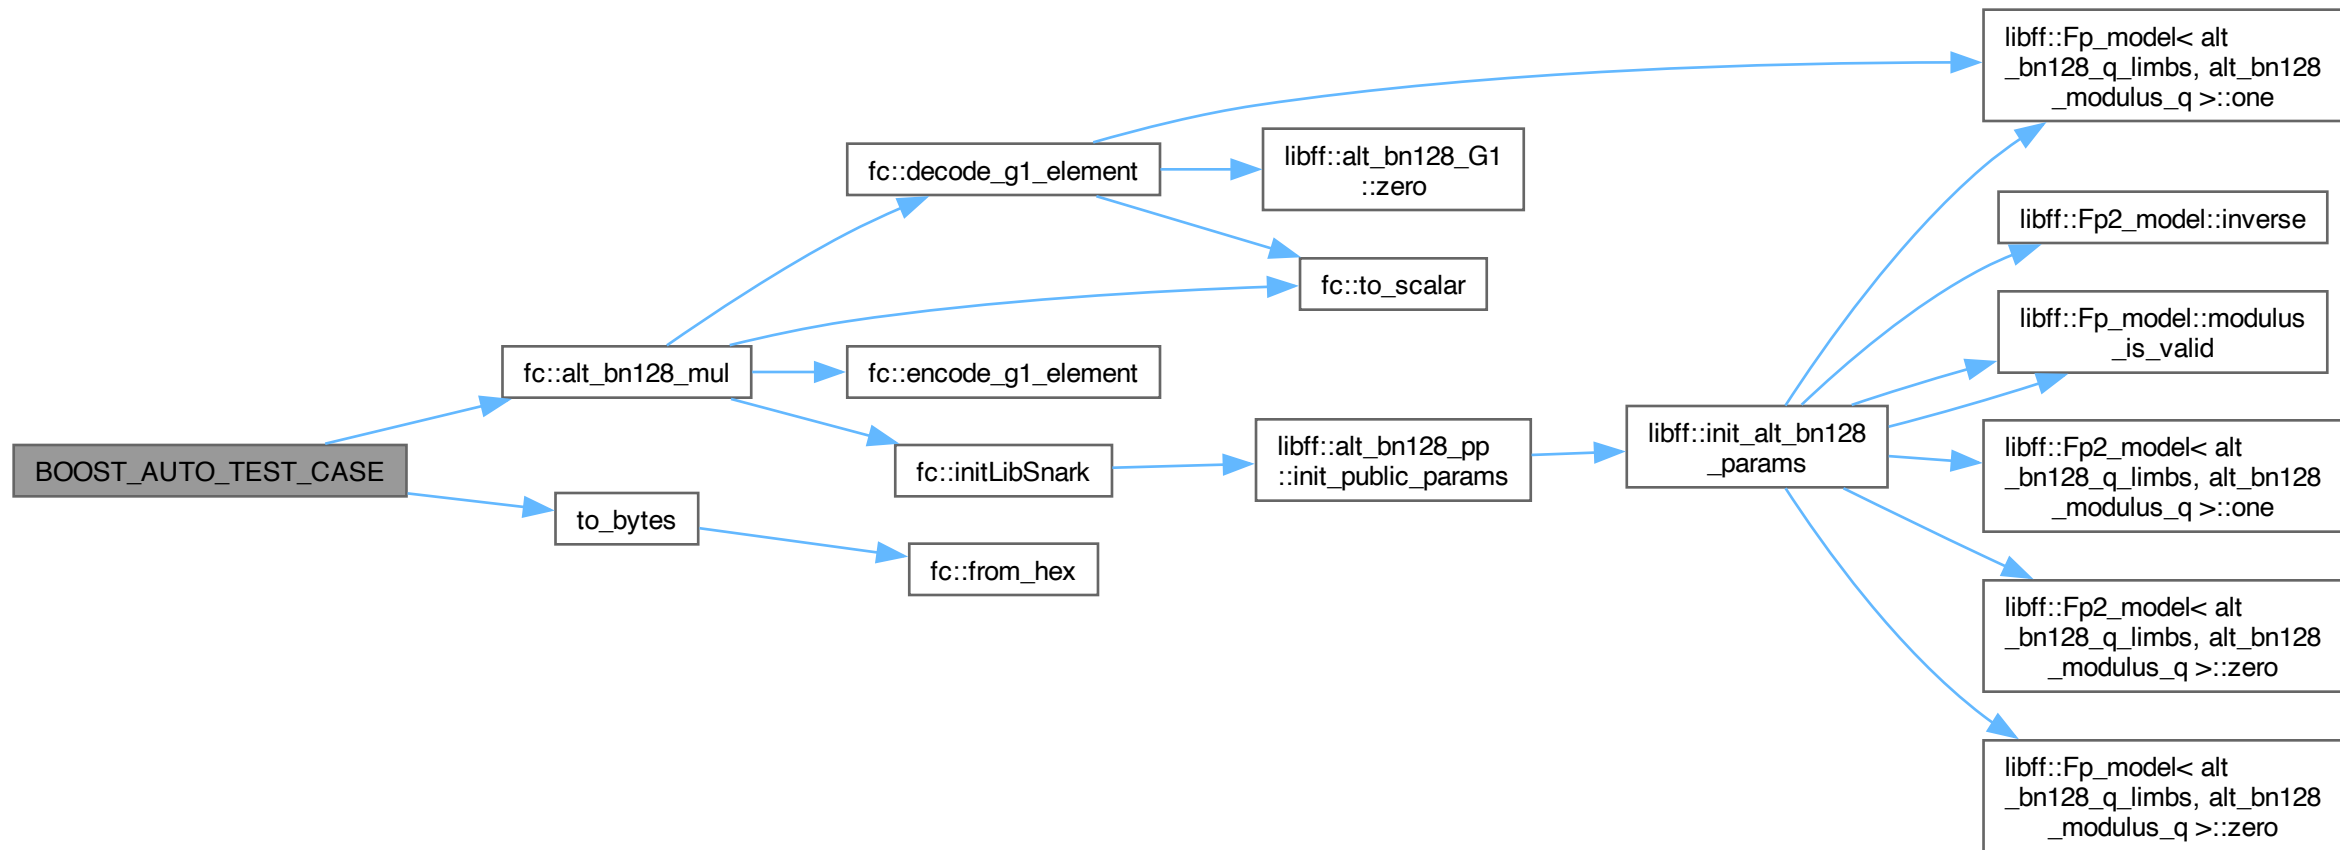 BOOST_AUTO_TEST_CASE
fc::alt_bn128_mul
to_bytes
fc::decode_g1_element
fc::encode_g1_element
fc::initLibSnark
fc::from_hex
libff::alt_bn128_G1
::zero
fc::to_scalar
libff::alt_bn128_pp
::init_public_params
libff::init_alt_bn128
_params
libff::Fp_model< alt
_bn128_q_limbs, alt_bn128
_modulus_q >::one
libff::Fp2_model::inverse
libff::Fp_model::modulus
_is_valid
libff::Fp2_model< alt
_bn128_q_limbs, alt_bn128
_modulus_q >::one
libff::Fp2_model< alt
_bn128_q_limbs, alt_bn128
_modulus_q >::zero
libff::Fp_model< alt
_bn128_q_limbs, alt_bn128
_modulus_q >::zero